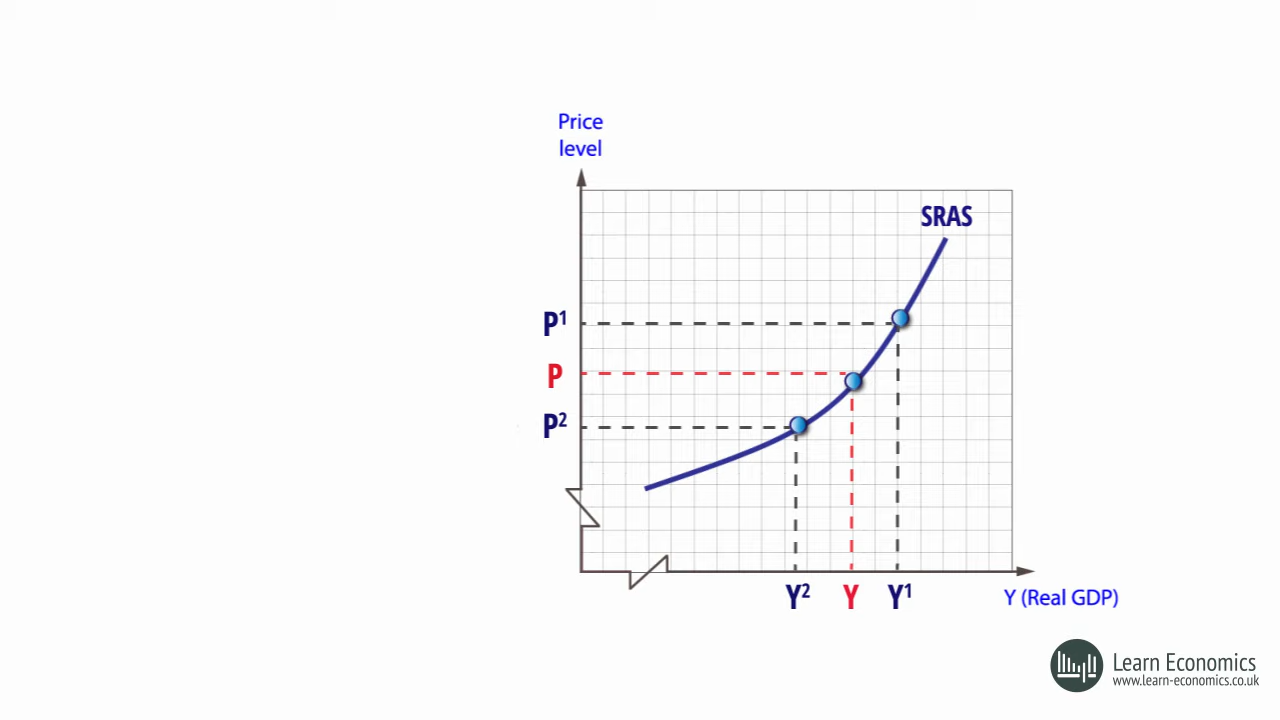 Price
level
SRAS
P¹
P
P²
Y² Y Y¹
Y (Real GDP)
Learn Economics
www.learn-economics.co.uk